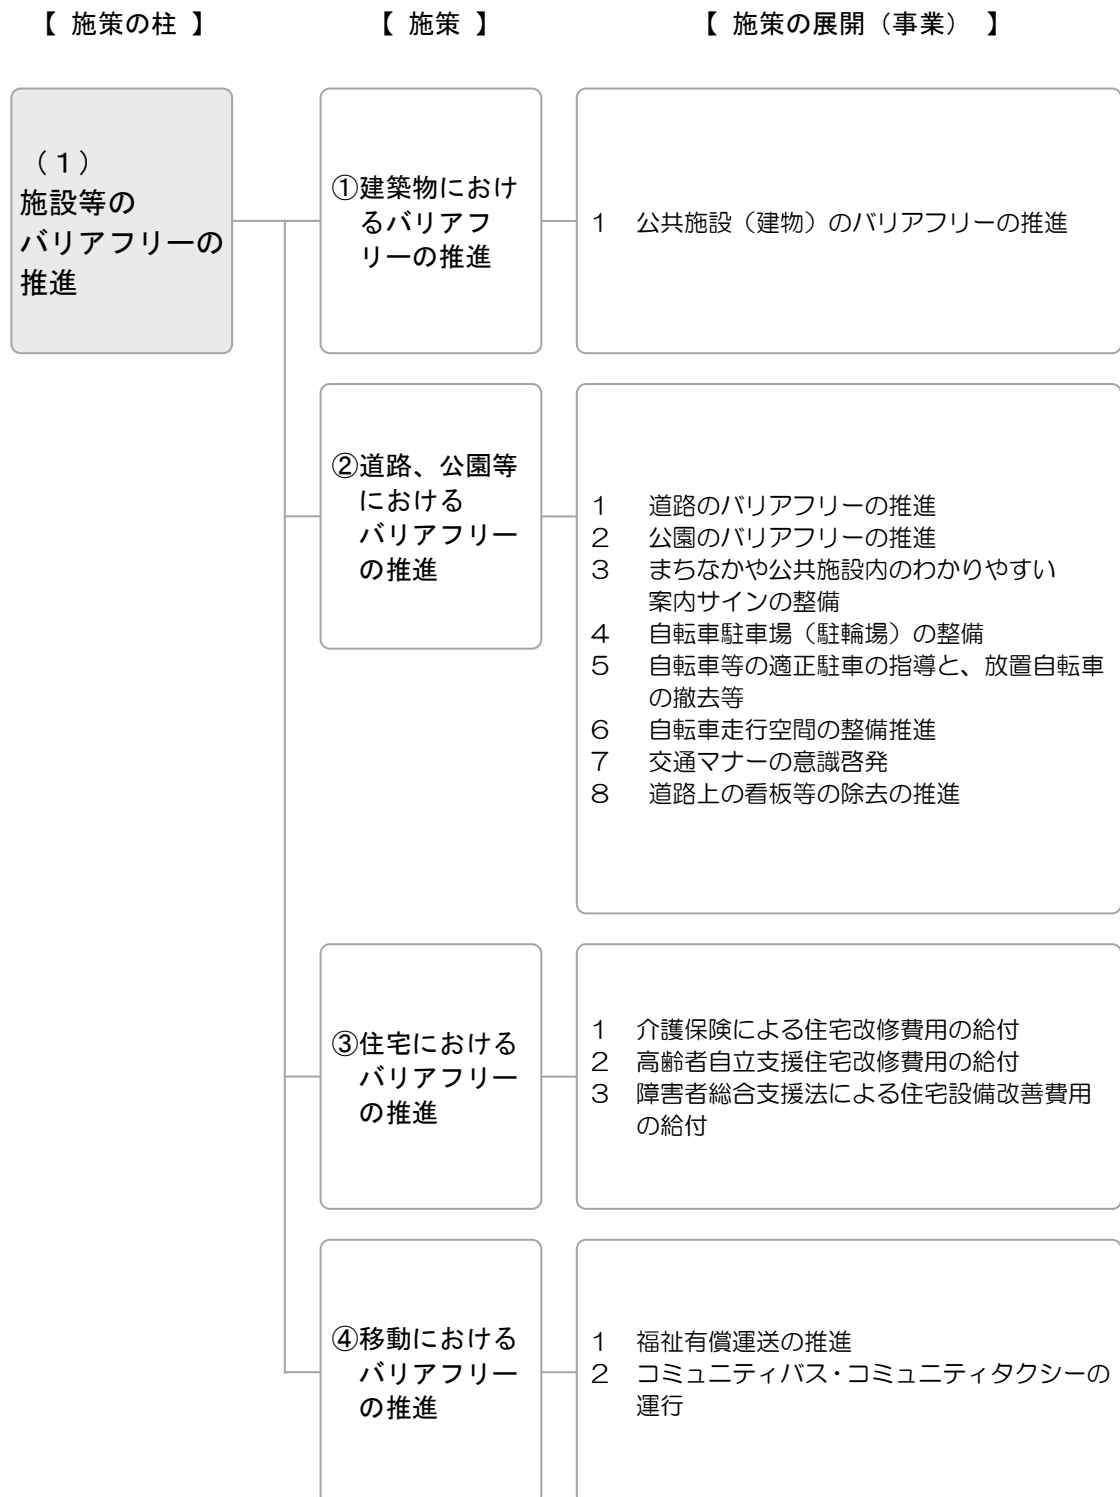 【 施策の柱 】
【 施策 】
【 施策の展開（事業） 】
（１）
施設等の
バリアフリーの
推進
①建築物におけ
るバリアフ
リーの推進
１　公共施設（建物）のバリアフリーの推進
②道路、公園等
における
バリアフリー
の推進
１　道路のバリアフリーの推進
２　公園のバリアフリーの推進
３　まちなかや公共施設内のわかりやすい
案内サインの整備
４　自転車駐車場（駐輪場）の整備
５　自転車等の適正駐車の指導と、放置自転車
の撤去等
６　自転車走行空間の整備推進
７　交通マナーの意識啓発
８　道路上の看板等の除去の推進
③住宅における
バリアフリー
の推進
１　介護保険による住宅改修費用の給付
２　高齢者自立支援住宅改修費用の給付
３　障害者総合支援法による住宅設備改善費用
の給付
④移動における
バリアフリー
の推進
１　福祉有償運送の推進
２　コミュニティバス・コミュニティタクシーの
運行